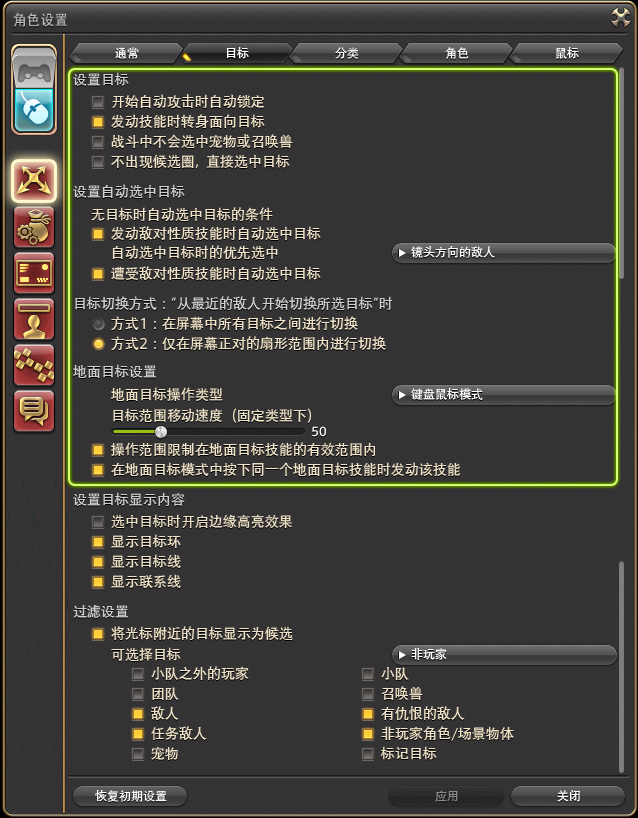 角色设置
通常 目标 分类 角色 鼠标
设置目标
开始自动攻击时自动锁定
发动技能时转身面向目标
战斗中不会选中宠物或召唤兽
不出现候选圈，直接选中目标
设置自动选中目标
无目标时自动选中目标的条件
发动敌对性质技能时自动选中目标
自动选中目标时的优先选中 镜头方向的敌人
遭受敌对性质技能时自动选中目标
目标切换方式："从最近的敌人开始切换所选目标"时
方式1：在屏幕中所有目标之间进行切换
方式2：仅在屏幕正对的扇形范围内进行切换
地面目标设置
地面目标操作类型 键盘鼠标模式
目标范围移动速度（固定类型下）
50
操作范围限制在地面目标技能的有效范围内
在地面目标模式中按下同一个地面目标技能时发动该技能
设置目标显示内容
选中目标时开启边缘高亮效果
显示目标环
显示目标线
显示联系线
过滤设置
将光标附近的目标显示为候选
可选择目标 非玩家
小队之外的玩家 小队
团队 召唤兽
敌人 有仇恨的敌人
任务敌人 非玩家角色/场景物体
宠物 标记目标
恢复初期设置 应用 关闭